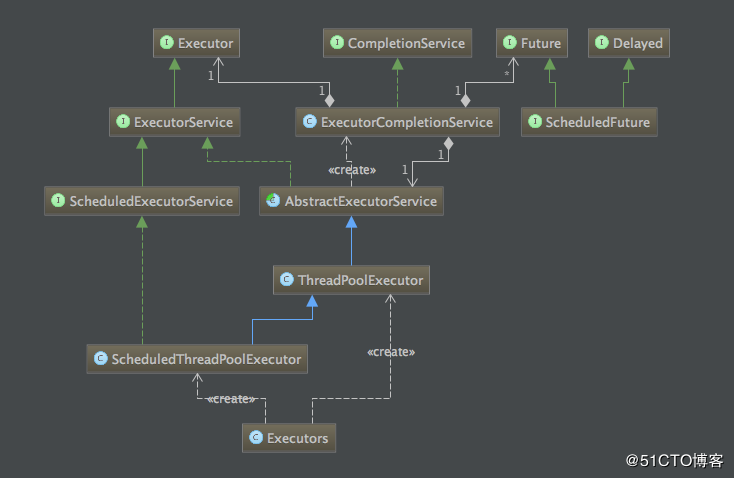 I Executor
I CompletionService
I Future
I Delayed
1
1
1
*
I ExecutorService
C ExecutorCompletionService
I ScheduledFuture
«create»
1
1
I ScheduledExecutorService
C AbstractExecutorService
C ThreadPoolExecutor
«create»
C ScheduledThreadPoolExecutor
«create»
C Executors
@51CTO博客